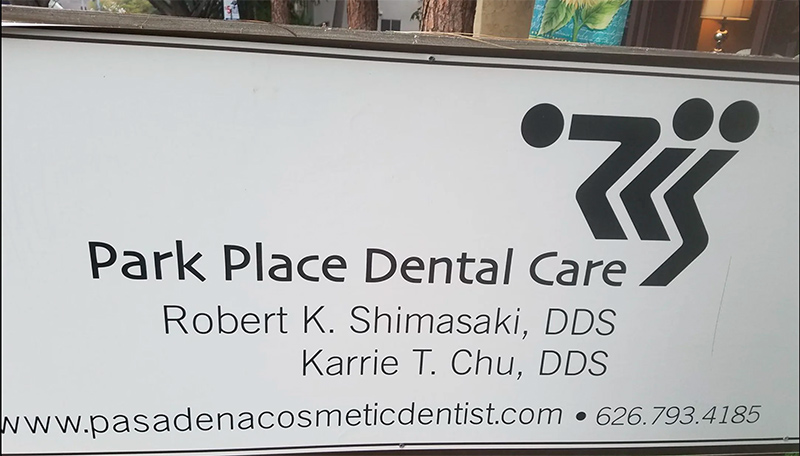 Park Place Dental Care
Robert K. Shimasaki, DDS
Karrie T. Chu, DDS
www.pasadenacosmeticdentist.com • 626.793.4185